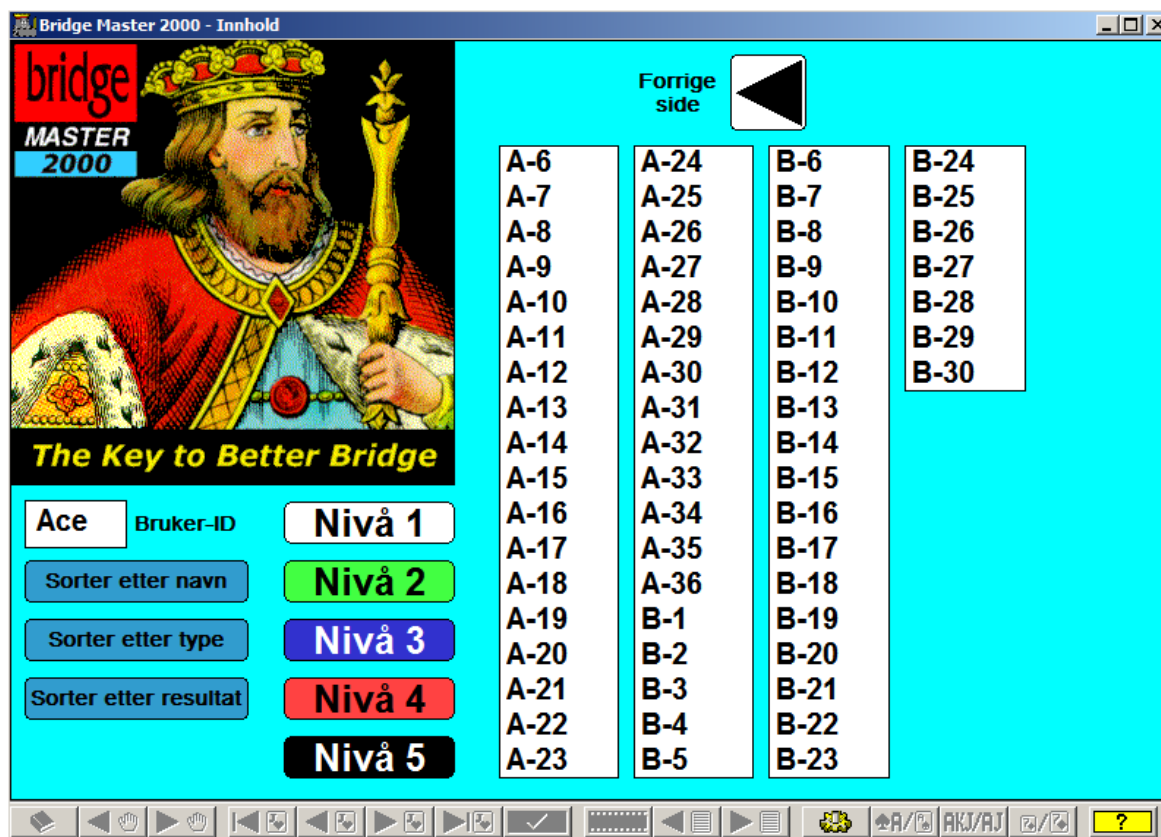 Bridge Master 2000 - Innhold
bridge
MASTER
2000
The Key to Better Bridge
Ace
Bruker-ID
Sorter etter navn
Sorter etter type
Sorter etter resultat
Nivå 1
Nivå 2
Nivå 3
Nivå 4
Nivå 5
Forrige
side
A-6
A-7
A-8
A-9
A-10
A-11
A-12
A-13
A-14
A-15
A-16
A-17
A-18
A-19
A-20
A-21
A-22
A-23
A-24
A-25
A-26
A-27
A-28
A-29
A-30
A-31
A-32
A-33
A-34
A-35
A-36
B-1
B-2
B-3
B-4
B-5
B-6
B-7
B-8
B-9
B-10
B-11
B-12
B-13
B-14
B-15
B-16
B-17
B-18
B-19
B-20
B-21
B-22
B-23
B-24
B-25
B-26
B-27
B-28
B-29
B-30
♠A/
AKJ/AJ
?